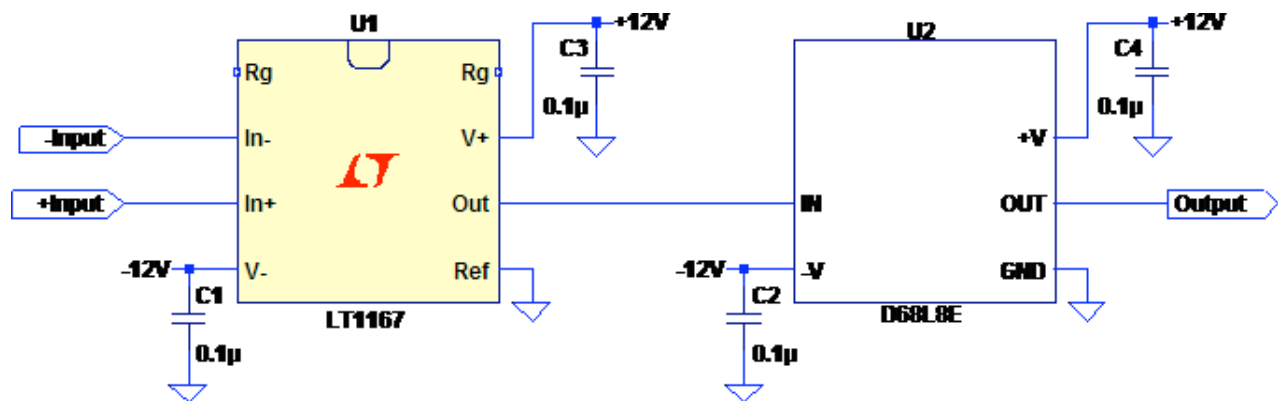 U1
+12V
U2
+12V
Rg
Rg
C3
C4
0.1µ
0.1µ
-Input
In-
V+
+V
+Input
In+
Out
IN
OUT
Output
-12V
V-
Ref
-12V
-V
GND
C1
LT1167
C2
D68L8E
0.1µ
0.1µ